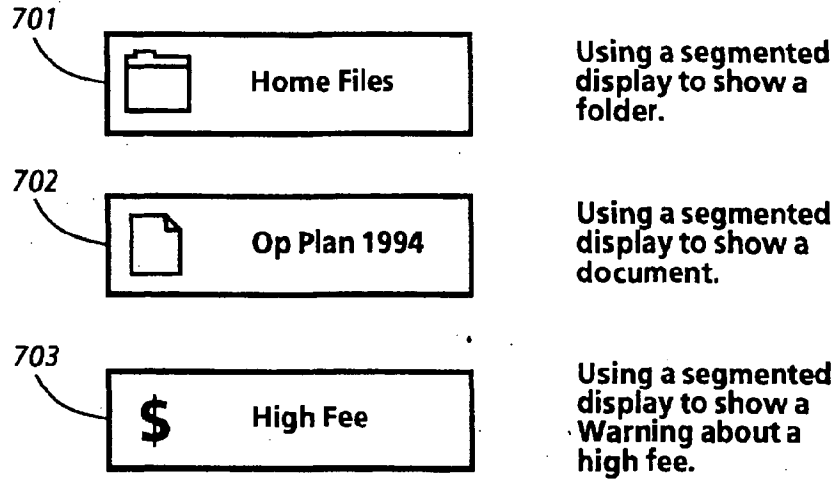 701
Home Files
Using a segmented
display to show a
folder.
702
Op Plan 1994
Using a segmented
display to show a
document.
703
$ High Fee
Using a segmented
display to show a
Warning about a
high fee.